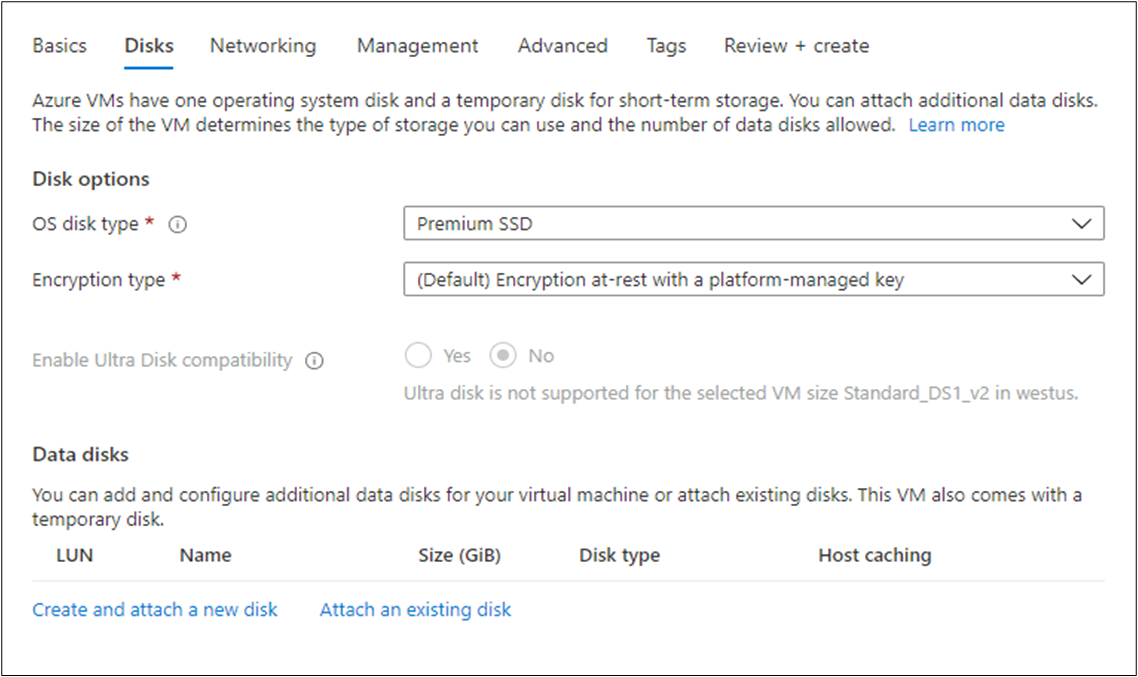 Basics Disks Networking Management Advanced Tags Review + create
Azure VMs have one operating system disk and a temporary disk for short-term storage. You can attach additional data disks.
The size of the VM determines the type of storage you can use and the number of data disks allowed. Learn more
Disk options
OS disk type * Premium SSD
Encryption type * (Default) Encryption at-rest with a platform-managed key
Enable Ultra Disk compatibility Yes No
Ultra disk is not supported for the selected VM size Standard_DS1_v2 in westus.
Data disks
You can add and configure additional data disks for your virtual machine or attach existing disks. This VM also comes with a
temporary disk.
LUN Name Size (GiB) Disk type Host caching
Create and attach a new disk Attach an existing disk